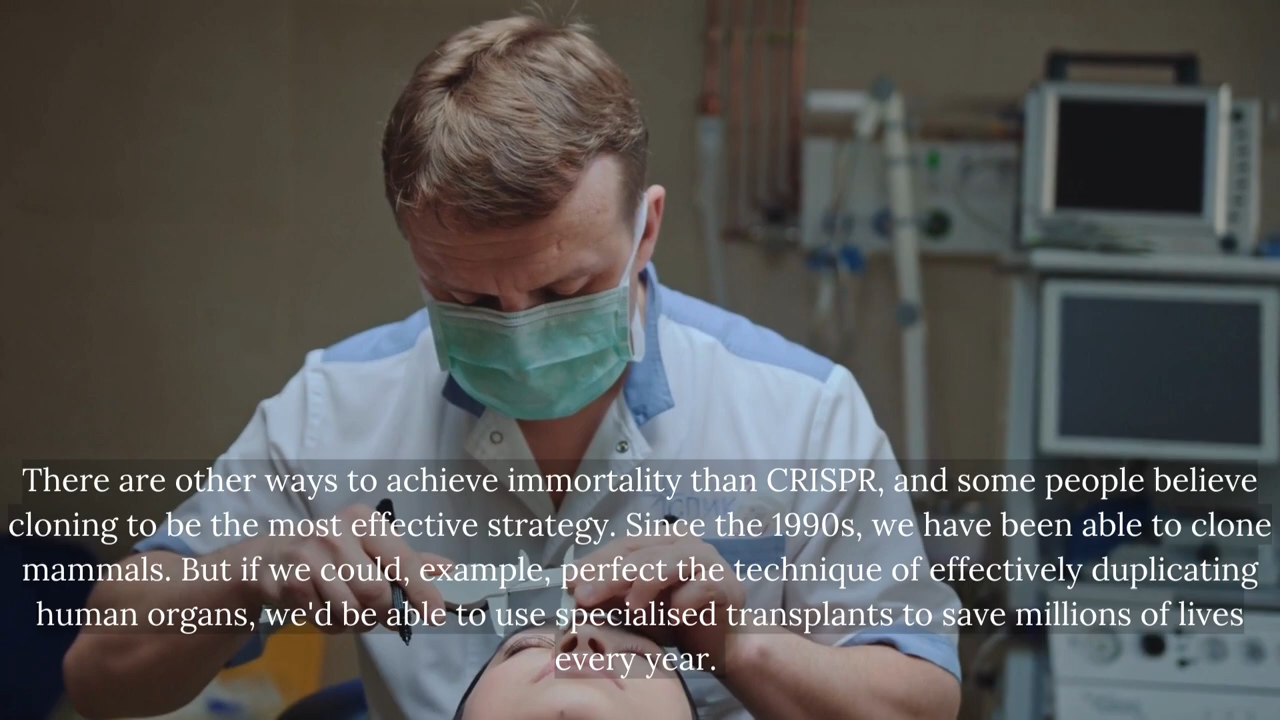 There are other ways to achieve immortality than CRISPR, and some people believe
cloning to be the most effective strategy. Since the 1990s, we have been able to clone
mammals. But if we could, example, perfect the technique of effectively duplicating
human organs, we'd be able to use specialised transplants to save millions of lives
every year.